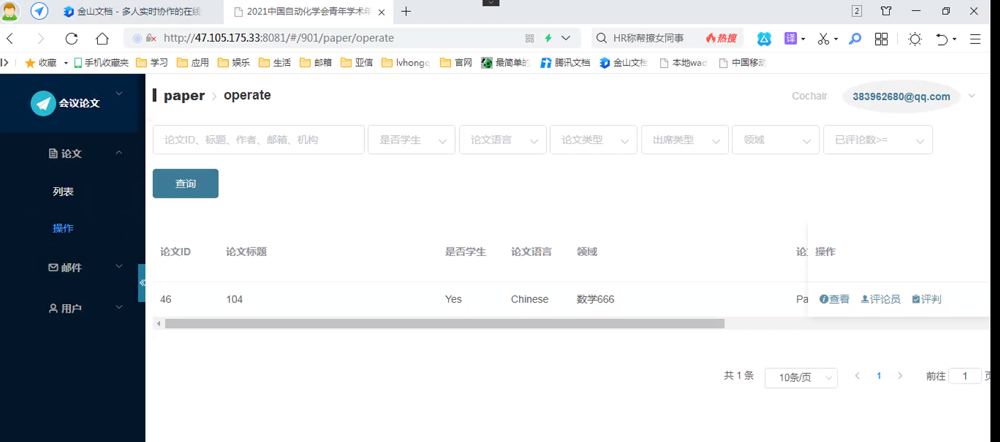 金山文档 - 多人实时协作的在线
2021中国自动化学会青年学术年
2
http://47.105.175.33:8081/#/901/paper/operate
HR称帮撩女同事
热搜
译
收藏
手机收藏夹
学习
应用
娱乐
生活
邮箱
亚信
lvhongq
官网
最简单的
腾讯文档
金山文档
本地wad
中国移动
会议论文
paper
operate
Cochair
383962680@qq.com
论文ID、标题、作者、邮箱、机构
是否学生
论文语言
论文类型
出席类型
领域
已评论数>=
论文
查询
列表
操作
邮件
用户
论文ID
论文标题
是否学生
论文语言
领域
论
操作
46
104
Yes
Chinese
数学666
Pa
查看
评论员
评判
共 1 条
10条/页
1
前往
1